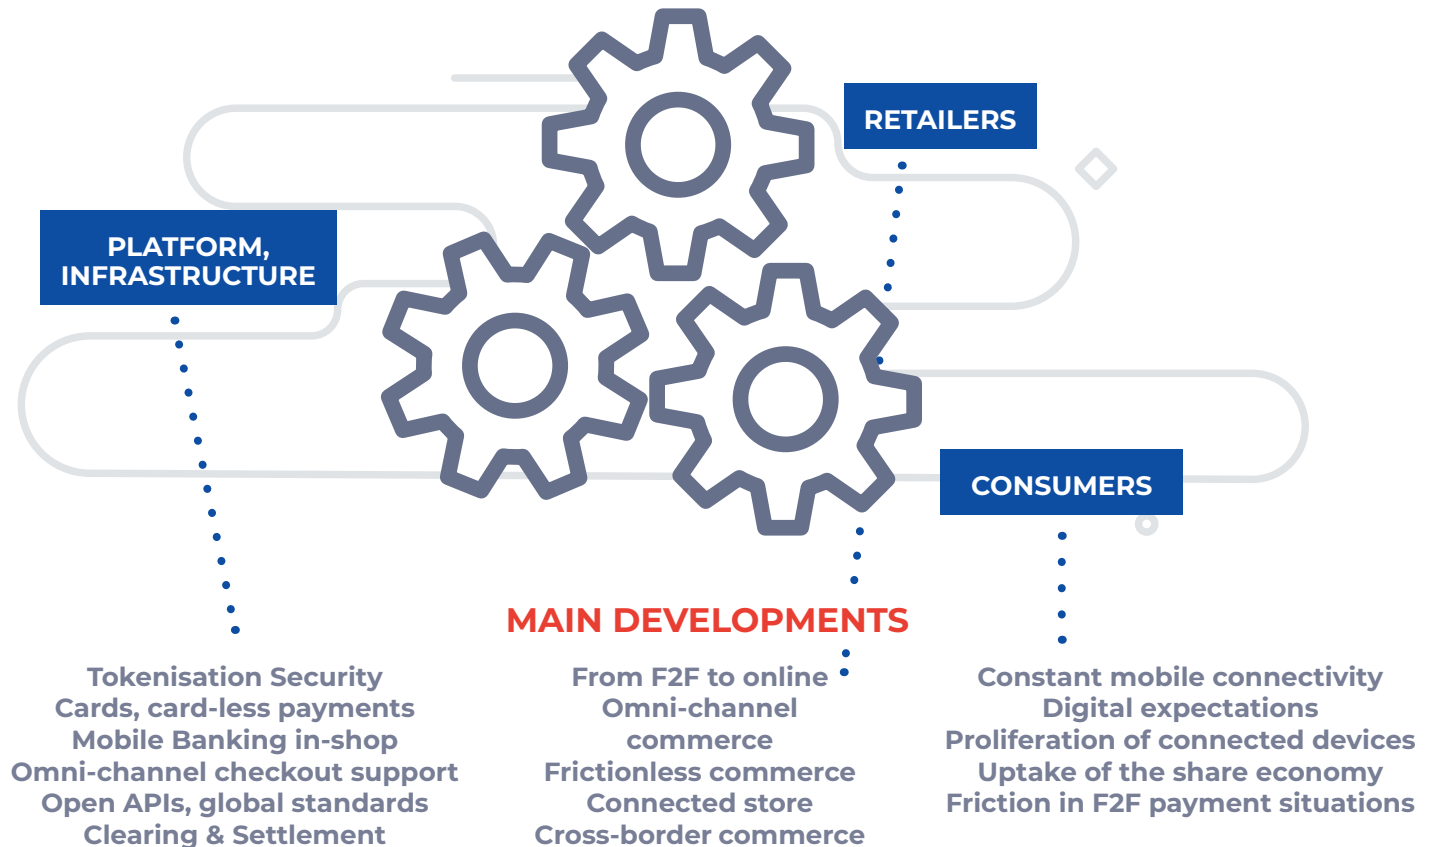 RETAILERS
PLATFORM,
INFRASTRUCTURE
CONSUMERS
MAIN DEVELOPMENTS
Tokenisation Security
Cards, card-less payments
Mobile Banking in-shop
Omni-channel checkout support
Open APIs, global standards
Clearing & Settlement
From F2F to online
Omni-channel
commerce
Frictionless commerce
Connected store
Cross-border commerce
Constant mobile connectivity
Digital expectations
Proliferation of connected devices
Uptake of the share economy
Friction in F2F payment situations